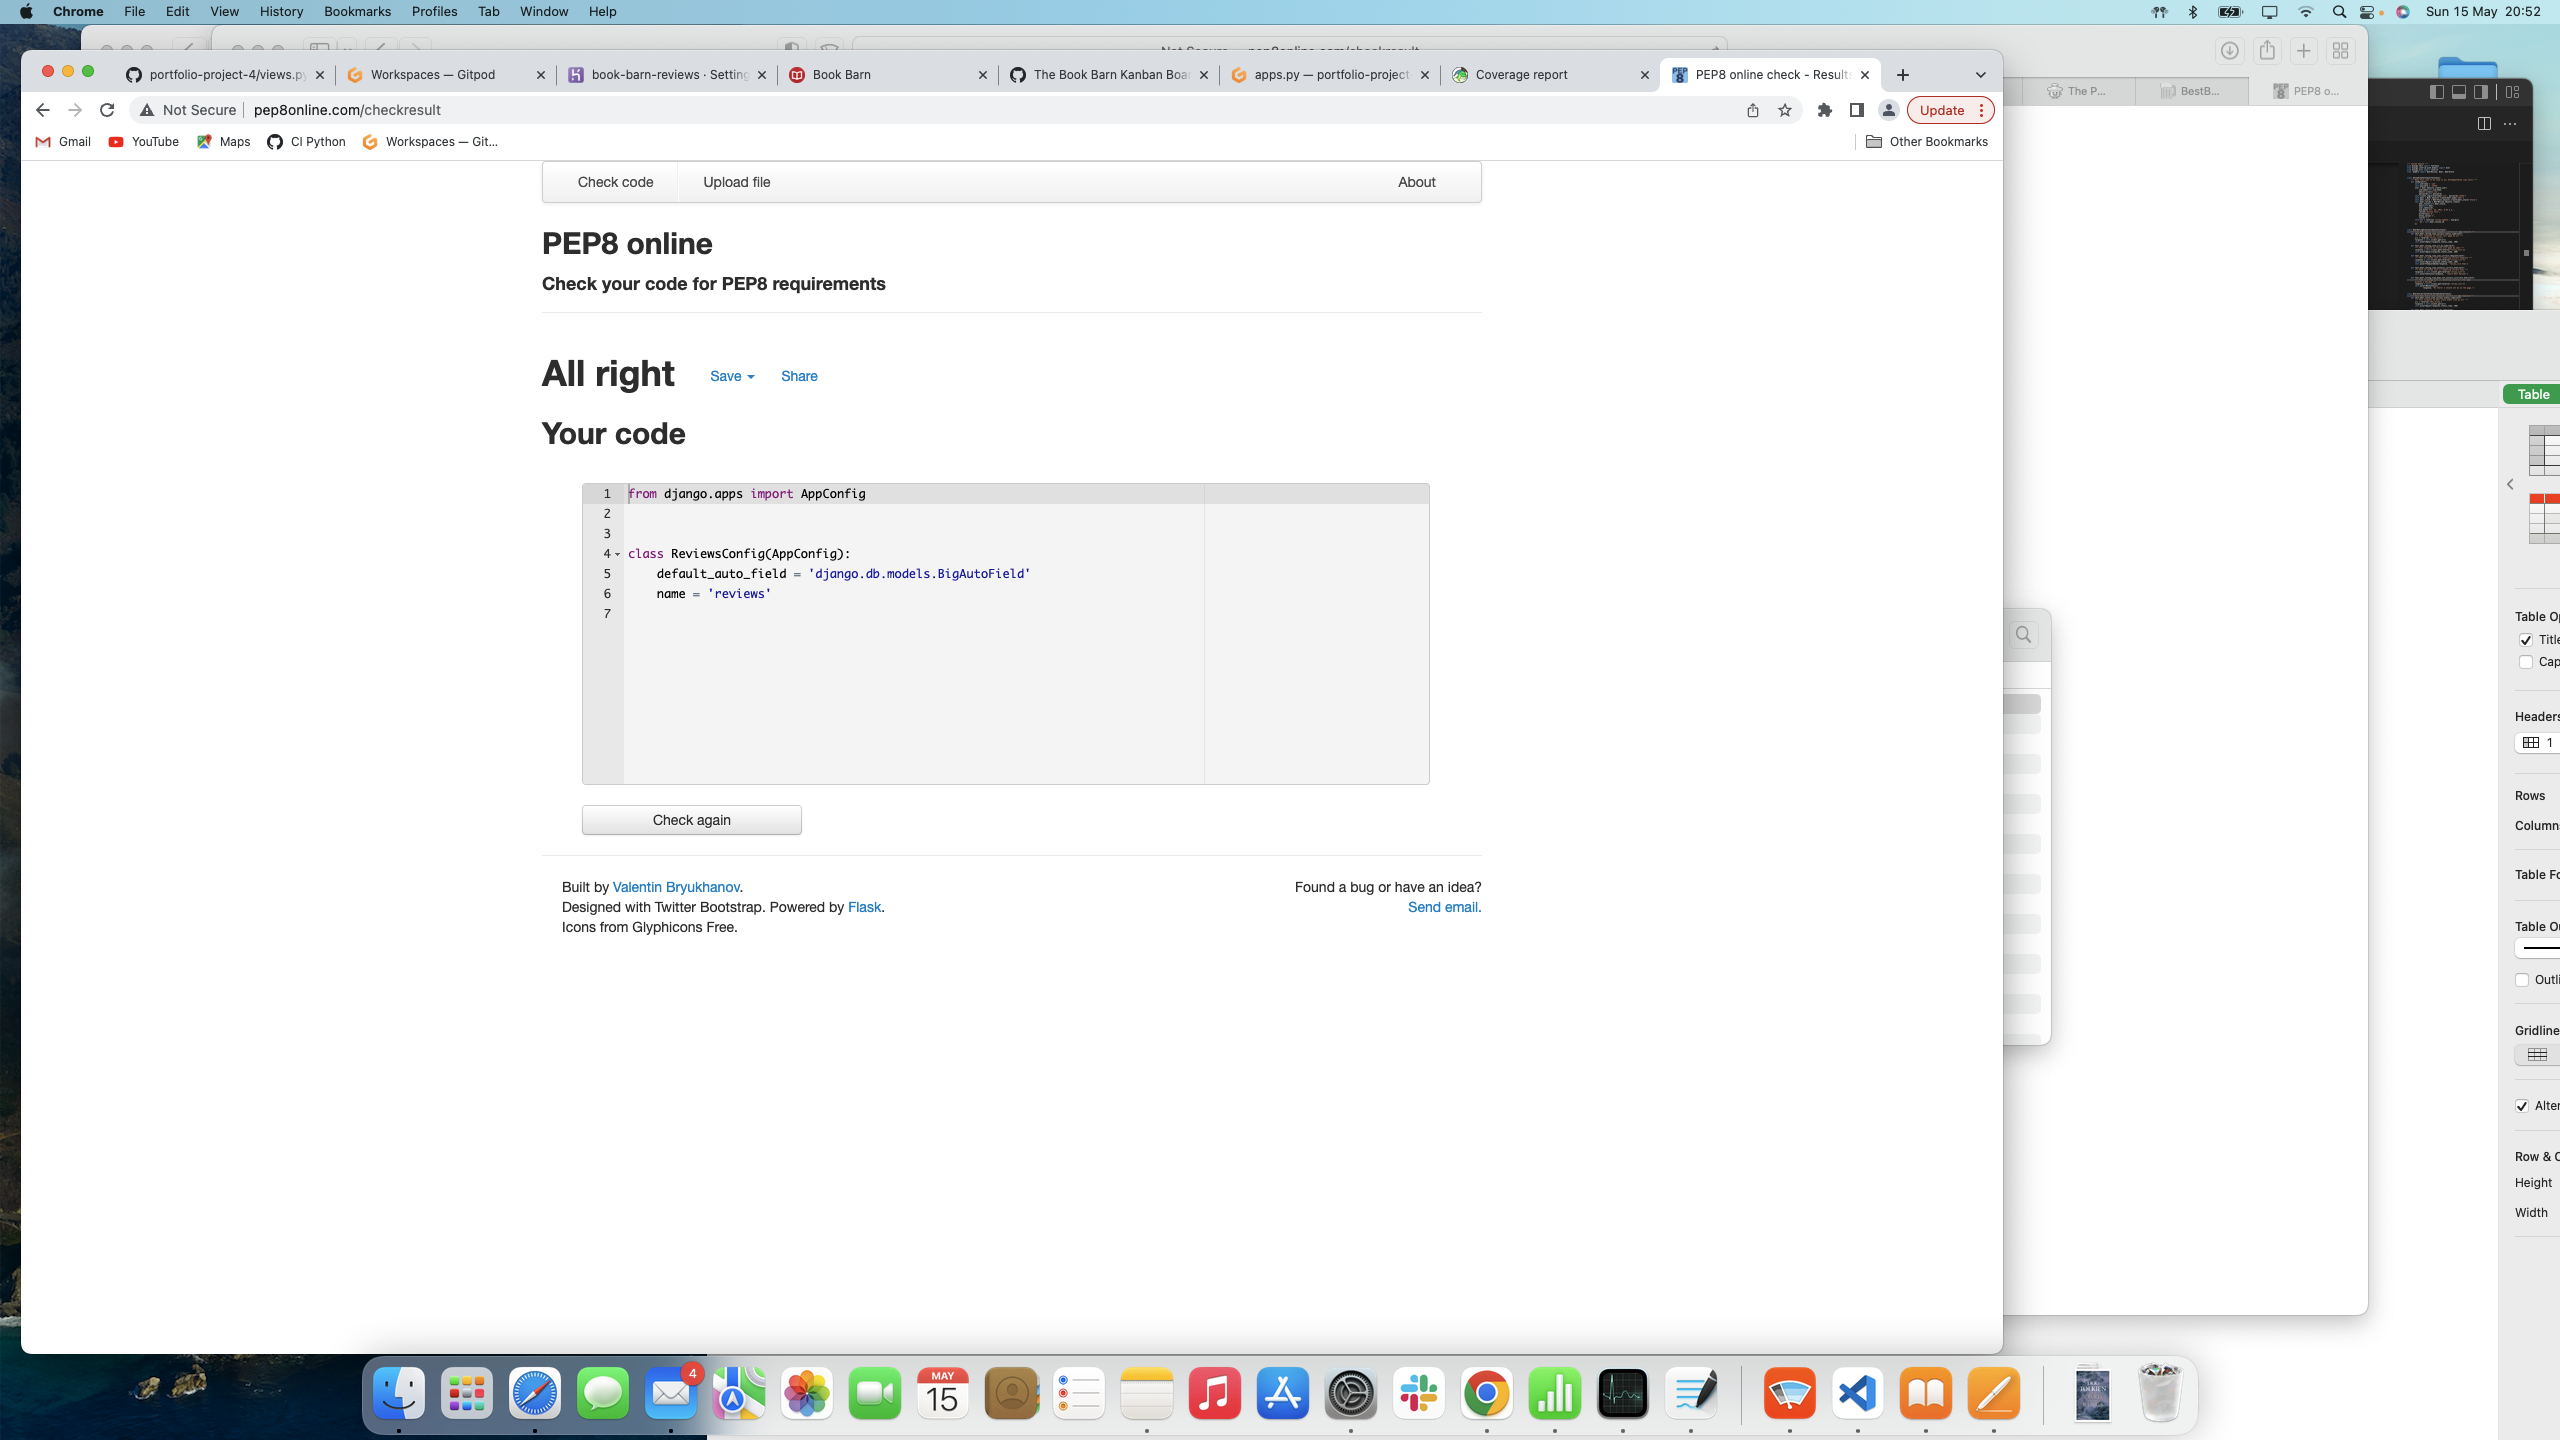 Chrome File Edit View History Bookmarks Profiles Tab Window Help Sun 15 May 20:52
portfolio-project-4/views.py Workspaces — Gitpod book-barn-reviews · Setting Book Barn The Book Barn Kanban Boa apps.py — portfolio-project Coverage report PEP8 online check - Results
The P... BestB... PEP8 o...
Not Secure pep8online.com/checkresult Update
Gmail YouTube Maps CI Python Workspaces — Git... Other Bookmarks
Check code Upload file About
PEP8 online
Check your code for PEP8 requirements
All right Save Share
Your code
1 from django.apps import AppConfig
2
3
4 class ReviewsConfig(AppConfig):
5 default_auto_field = 'django.db.models.BigAutoField'
6 name = 'reviews'
7
Check again
Built by Valentin Bryukhanov.
Designed with Twitter Bootstrap. Powered by Flask.
Icons from Glyphicons Free.
Found a bug or have an idea?
Send email.
Table
Table Op
Title
Cap
Headers
1
Rows
Column
Table Fo
Table Ou
Outli
Gridline
Alter
Row & C
Height
Width
4
MAY
15